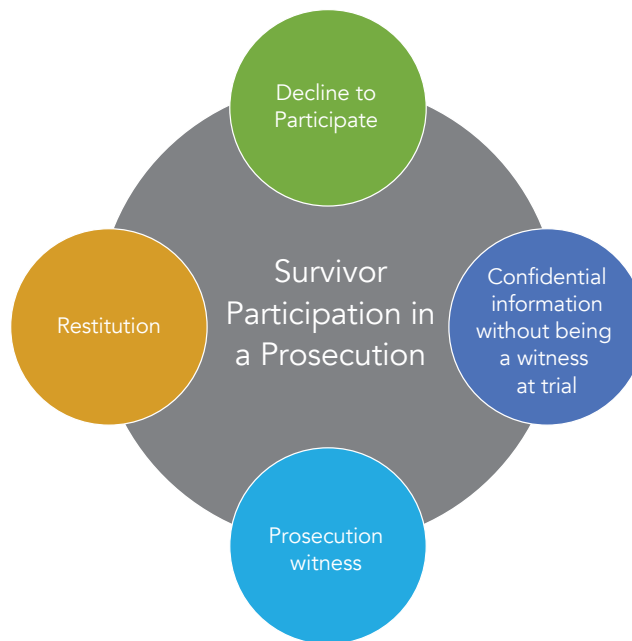 Decline to
Participate
Survivor
Participation in
a Prosecution
Confidential
information
without being
a witness
at trial
Restitution
Prosecution
witness